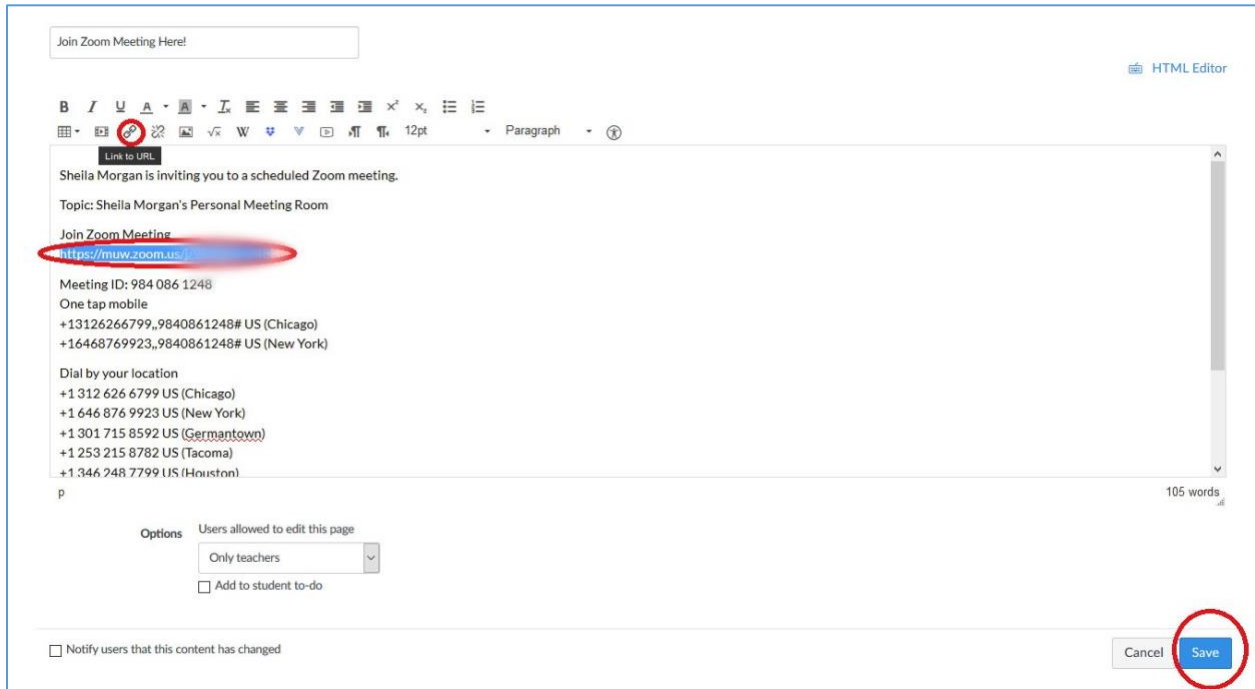 Join Zoom Meeting Here!
HTML Editor
B I U A A Tx x² x₂
√x W V ¶ ¶ 12pt Paragraph
Link to URL
Sheila Morgan is inviting you to a scheduled Zoom meeting.
Topic: Sheila Morgan's Personal Meeting Room
Join Zoom Meeting
https://muw.zoom.us/
Meeting ID: 984 086 1248
One tap mobile
+13126266799,,9840861248# US (Chicago)
+16468769923,,9840861248# US (New York)
Dial by your location
+1 312 626 6799 US (Chicago)
+1 646 876 9923 US (New York)
+1 301 715 8592 US (Germantown)
+1 253 215 8782 US (Tacoma)
+1 346 248 7799 US (Houston)
p 105 words
Options Users allowed to edit this page
Only teachers
Add to student to-do
Notify users that this content has changed
Cancel Save